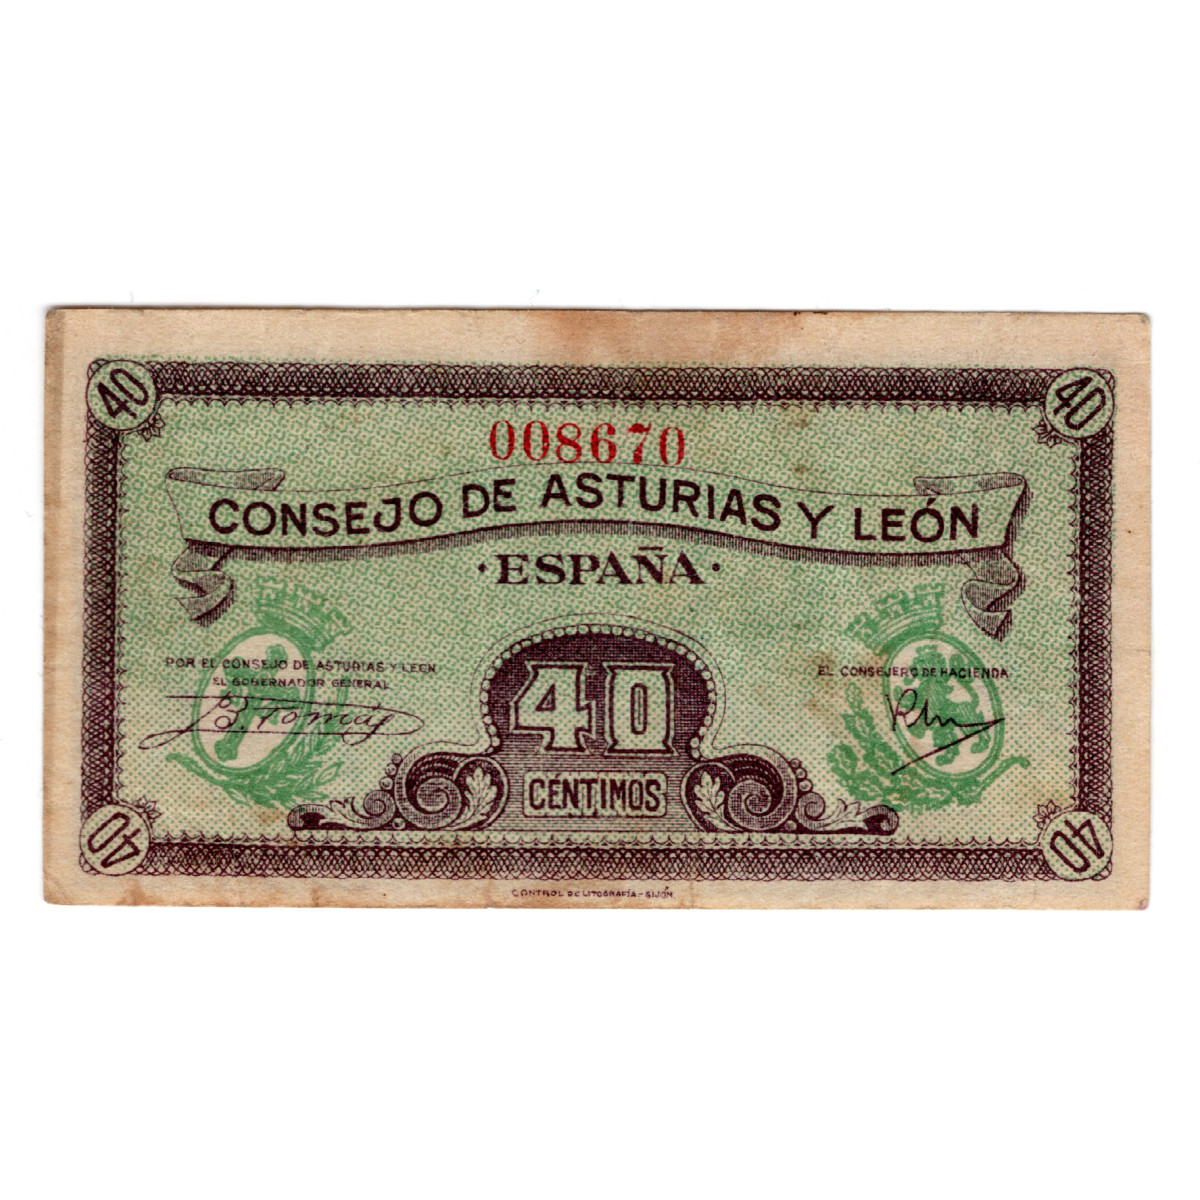 40
40
008670
CONSEJO DE ASTURIAS Y LEÓN
·ESPAÑA·
POR EL CONSEJO DE ASTURIAS Y LEON
EL GOBERNADOR GENERAL
B. Tomás
EL CONSEJERO DE HACIENDA
40
CENTIMOS
40
40
CONTROL DE LITOGRAFÍA-GIJÓN